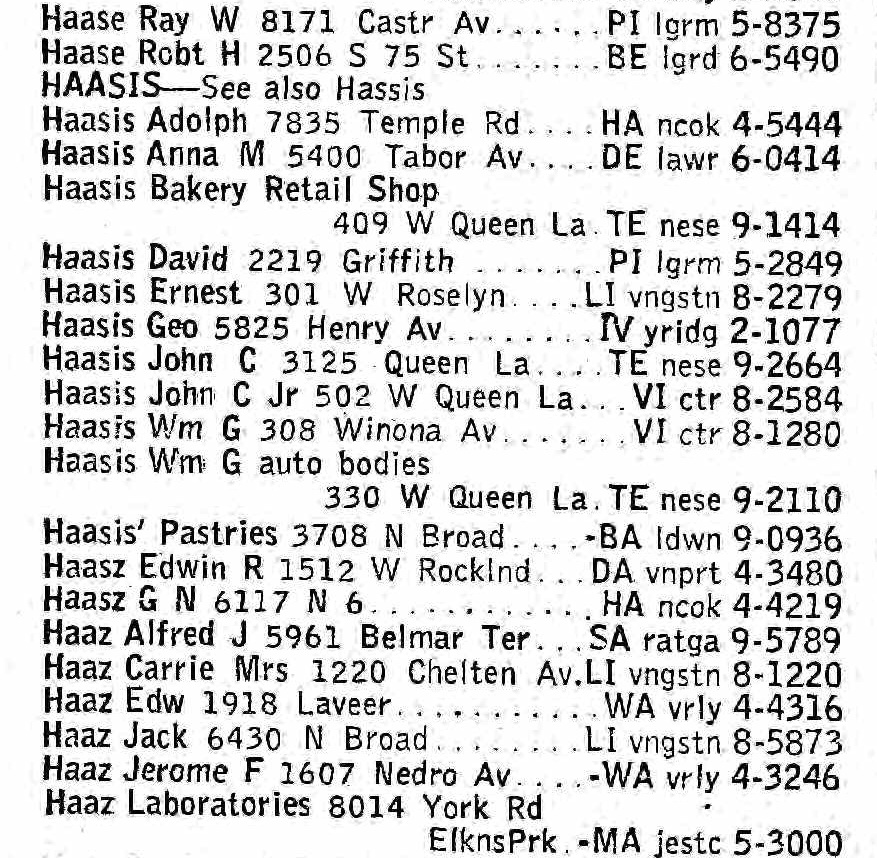 Haase Ray W 8171 Castr Av......PI lgrm 5-8375
Haase Robt H 2506 S 75 St.......BE lgrd 6-5490
HAASIS—See also Hassis
Haasis Adolph 7835 Temple Rd....HA ncok 4-5444
Haasis Anna M 5400 Tabor Av....DE lawr 6-0414
Haasis Bakery Retail Shop
409 W Queen La.TE nese 9-1414
Haasis David 2219 Griffith .......PI lgrm 5-2849
Haasis Ernest 301 W Roselyn....LI vngstn 8-2279
Haasis Geo 5825 Henry Av........IV yridg 2-1077
Haasis John C 3125 Queen La....TE nese 9-2664
Haasis John C Jr 502 W Queen La...VI ctr 8-2584
Haasis Wm G 308 Winona Av.......VI ctr 8-1280
Haasis Wm G auto bodies
330 W Queen La.TE nese 9-2110
Haasis' Pastries 3708 N Broad....-BA ldwn 9-0936
Haasz Edwin R 1512 W Rocklnd...DA vnprt 4-3480
Haasz G N 6117 N 6............HA ncok 4-4219
Haaz Alfred J 5961 Belmar Ter...SA ratga 9-5789
Haaz Carrie Mrs 1220 Chelten Av.LI vngstn 8-1220
Haaz Edw 1918 Laveer...........WA vrly 4-4316
Haaz Jack 6430 N Broad........LI vngstn 8-5873
Haaz Jerome F 1607 Nedro Av....-WA vrly 4-3246
Haaz Laboratories 8014 York Rd
ElknsPrk.-MA jestc 5-3000